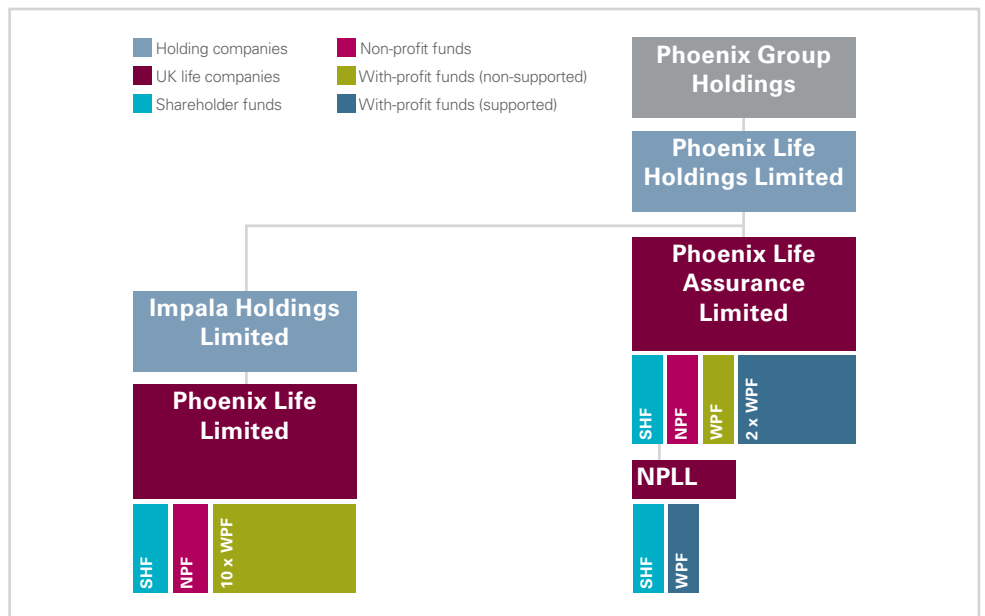 Holding companies
UK life companies
Shareholder funds
Non-profit funds
With-profit funds (non-supported)
With-profit funds (supported)
Phoenix Group
Holdings
Phoenix Life
Holdings Limited
Phoenix Life
Assurance
Limited
SHF
NPF
WPF
2 x WPF
NPLL
SHF
WPF
Impala Holdings
Limited
Phoenix Life
Limited
SHF
NPF
10 x WPF